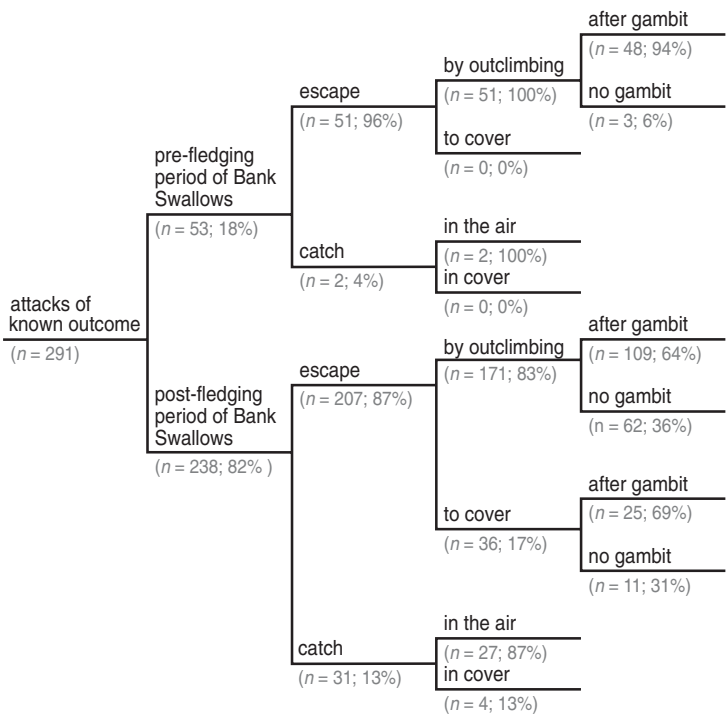 attacks of
known outcome
(n = 291)
pre-fledging
period of Bank
Swallows
(n = 53; 18%)
escape
(n = 51; 96%)
by outclimbing
(n = 51; 100%)
after gambit
(n = 48; 94%)
no gambit
(n = 3; 6%)
to cover
(n = 0; 0%)
catch
(n = 2; 4%)
in the air
(n = 2; 100%)
in cover
(n = 0; 0%)
post-fledging
period of Bank
Swallows
(n = 238; 82% )
escape
(n = 207; 87%)
by outclimbing
(n = 171; 83%)
after gambit
(n = 109; 64%)
no gambit
(n = 62; 36%)
to cover
(n = 36; 17%)
after gambit
(n = 25; 69%)
no gambit
(n = 11; 31%)
catch
(n = 31; 13%)
in the air
(n = 27; 87%)
in cover
(n = 4; 13%)